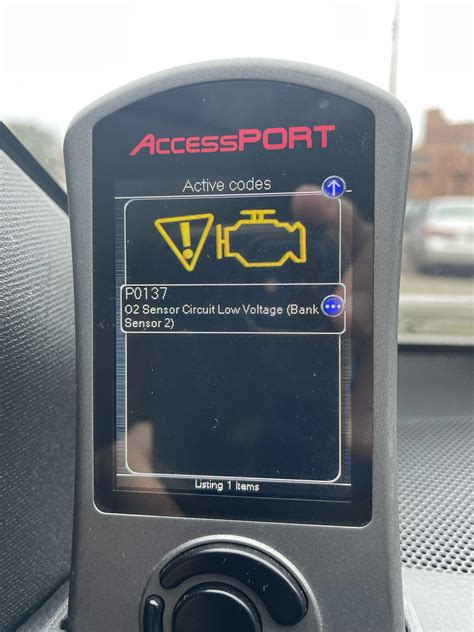 AccessPORT
Active codes
P0137
O2 Sensor Circuit Low Voltage (Bank
Sensor 2)
Listing 1 Items